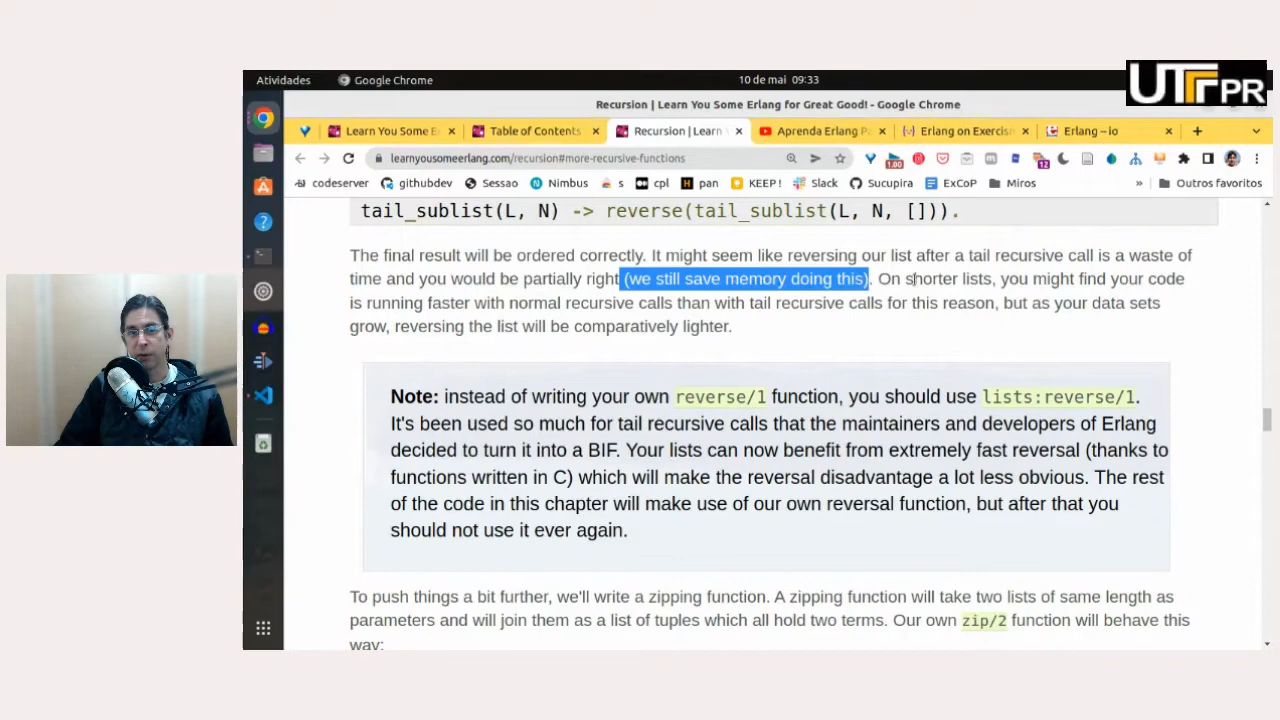 UTFPR
Atividades
Google Chrome
10 de mai 09:33
Recursion | Learn You Some Erlang for Great Good! - Google Chrome
Learn You Some E
Table of Contents
Recursion | Learn Y
Aprenda Erlang Pa
Erlang on Exercis
Erlang – io
learnyousomeerlang.com/recursion#more-recursive-functions
1.00
12
codeserver
githubdev
Sessao
Nimbus
s
cpl
pan
KEEP!
Slack
Sucupira
ExCoP
Miros
»
Outros favoritos
tail_sublist(L, N) -> reverse(tail_sublist(L, N, [])).
The final result will be ordered correctly. It might seem like reversing our list after a tail recursive call is a waste of
time and you would be partially right (we still save memory doing this). On shorter lists, you might find your code
is running faster with normal recursive calls than with tail recursive calls for this reason, but as your data sets
grow, reversing the list will be comparatively lighter.
Note: instead of writing your own reverse/1 function, you should use lists:reverse/1.
It's been used so much for tail recursive calls that the maintainers and developers of Erlang
decided to turn it into a BIF. Your lists can now benefit from extremely fast reversal (thanks to
functions written in C) which will make the reversal disadvantage a lot less obvious. The rest
of the code in this chapter will make use of our own reversal function, but after that you
should not use it ever again.
To push things a bit further, we'll write a zipping function. A zipping function will take two lists of same length as
parameters and will join them as a list of tuples which all hold two terms. Our own zip/2 function will behave this
way: